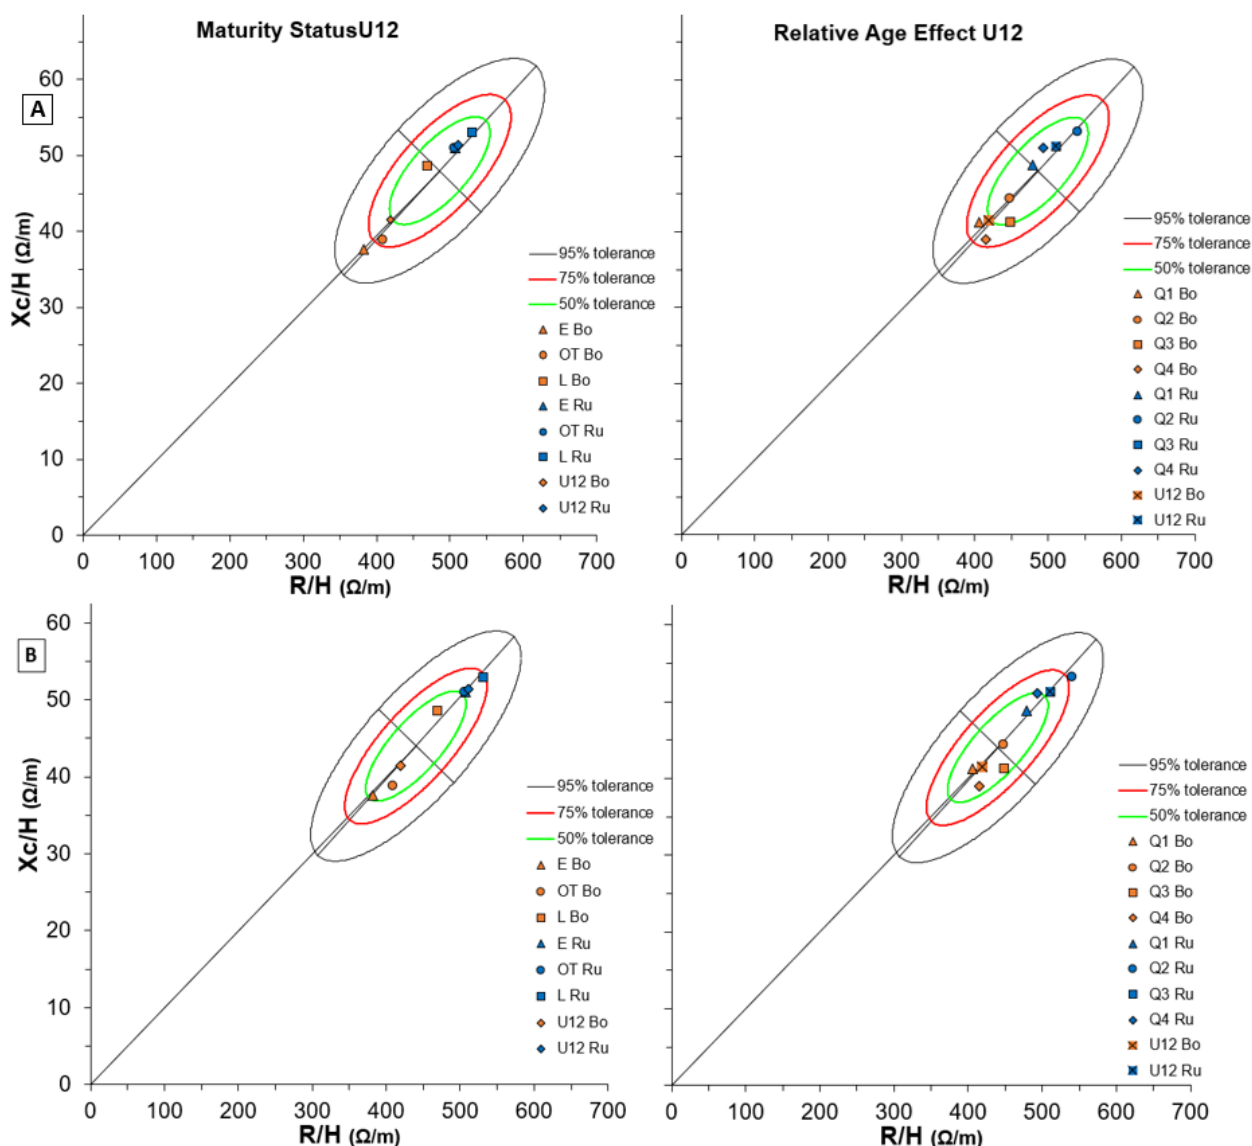 A
Maturity StatusU12
Relative Age Effect U12
Xc/H (Ω/m)
60
50
40
30
20
10
0
95% tolerance
75% tolerance
50% tolerance
E Bo
OT Bo
L Bo
E Ru
OT Ru
L Ru
U12 Bo
U12 Ru
0 100 200 300 400 500 600 700
R/H (Ω/m)
95% tolerance
75% tolerance
50% tolerance
Q1 Bo
Q2 Bo
Q3 Bo
Q4 Bo
Q1 Ru
Q2 Ru
Q3 Ru
Q4 Ru
U12 Bo
U12 Ru
0 100 200 300 400 500 600 700
R/H (Ω/m)
B
Xc/H (Ω/m)
60
50
40
30
20
10
0
95% tolerance
75% tolerance
50% tolerance
E Bo
OT Bo
L Bo
E Ru
OT Ru
L Ru
U12 Bo
U12 Ru
0 100 200 300 400 500 600 700
R/H (Ω/m)
95% tolerance
75% tolerance
50% tolerance
Q1 Bo
Q2 Bo
Q3 Bo
Q4 Bo
Q1 Ru
Q2 Ru
Q3 Ru
Q4 Ru
U12 Bo
U12 Ru
0 100 200 300 400 500 600 700
R/H (Ω/m)